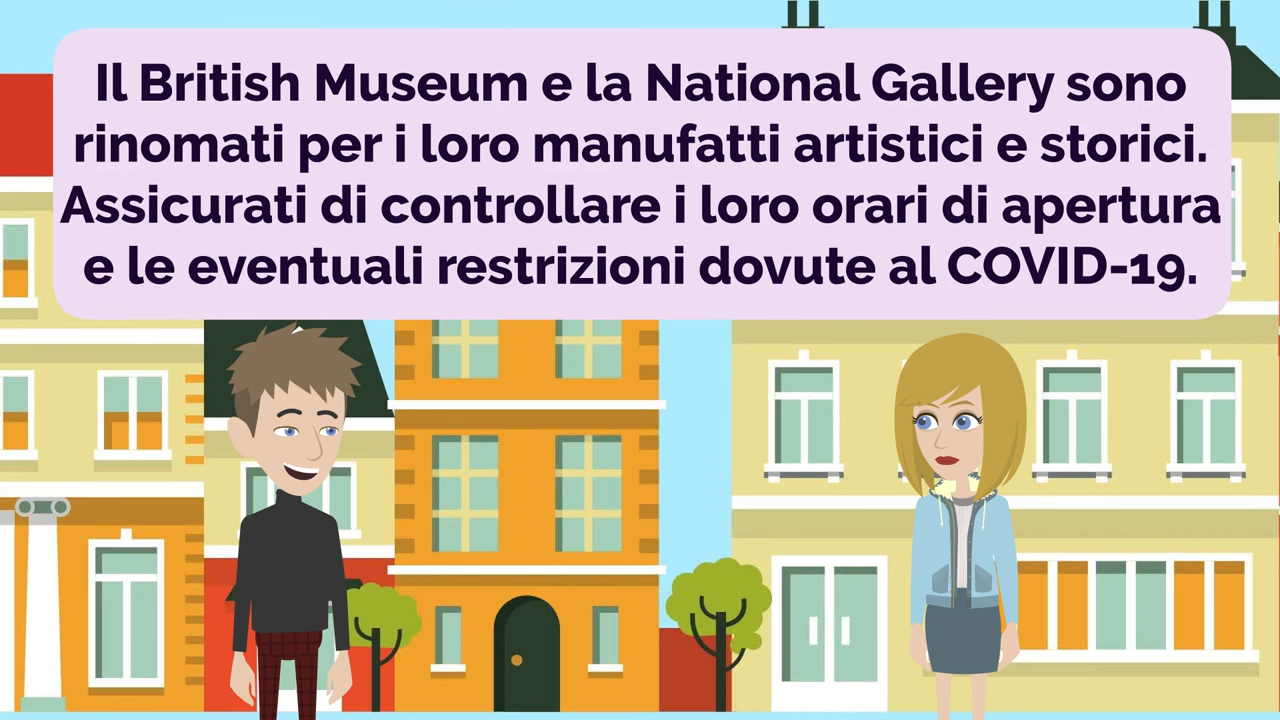 Il British Museum e la National Gallery sono
rinomati per i loro manufatti artistici e storici.
Assicurati di controllare i loro orari di apertura
e le eventuali restrizioni dovute al COVID-19.